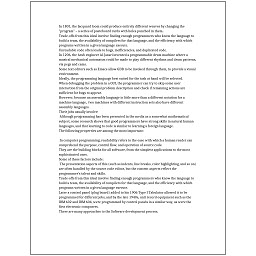 In 1801, the Jacquard loom could produce entirely different weaves by changing the
"program" – a series of pasteboard cards with holes punched in them.
Trade-offs from this ideal involve finding enough programmers who know the language to
build a team, the availability of compilers for that language, and the efficiency with which
programs written in a given language execute.
Unreadable code often leads to bugs, inefficiencies, and duplicated code.
In 1206, the Arab engineer Al-Jazari invented a programmable drum machine where a
musical mechanical automaton could be made to play different rhythms and drum patterns,
via pegs and cams.
Some text editors such as Emacs allow GDB to be invoked through them, to provide a visual
environment.
Ideally, the programming language best suited for the task at hand will be selected.
When debugging the problem in a GUI, the programmer can try to skip some user
interaction from the original problem description and check if remaining actions are
sufficient for bugs to appear.
However, because an assembly language is little more than a different notation for a
machine language, two machines with different instruction sets also have different
assembly languages.
Their jobs usually involve:
Although programming has been presented in the media as a somewhat mathematical
subject, some research shows that good programmers have strong skills in natural human
languages, and that learning to code is similar to learning a foreign language.
The following properties are among the most important:
In computer programming, readability refers to the ease with which a human reader can
comprehend the purpose, control flow, and operation of source code.
They are the building blocks for all software, from the simplest applications to the most
sophisticated ones.
Some of these factors include:
The presentation aspects of this (such as indents, line breaks, color highlighting, and so on)
are often handled by the source code editor, but the content aspects reflect the
programmer's talent and skills.
Trade-offs from this ideal involve finding enough programmers who know the language to
build a team, the availability of compilers for that language, and the efficiency with which
programs written in a given language execute.
Later a control panel (plug board) added to his 1906 Type I Tabulator allowed it to be
programmed for different jobs, and by the late 1940s, unit record equipment such as the
IBM 602 and IBM 604, were programmed by control panels in a similar way, as were the
first electronic computers.
There are many approaches to the Software development process.